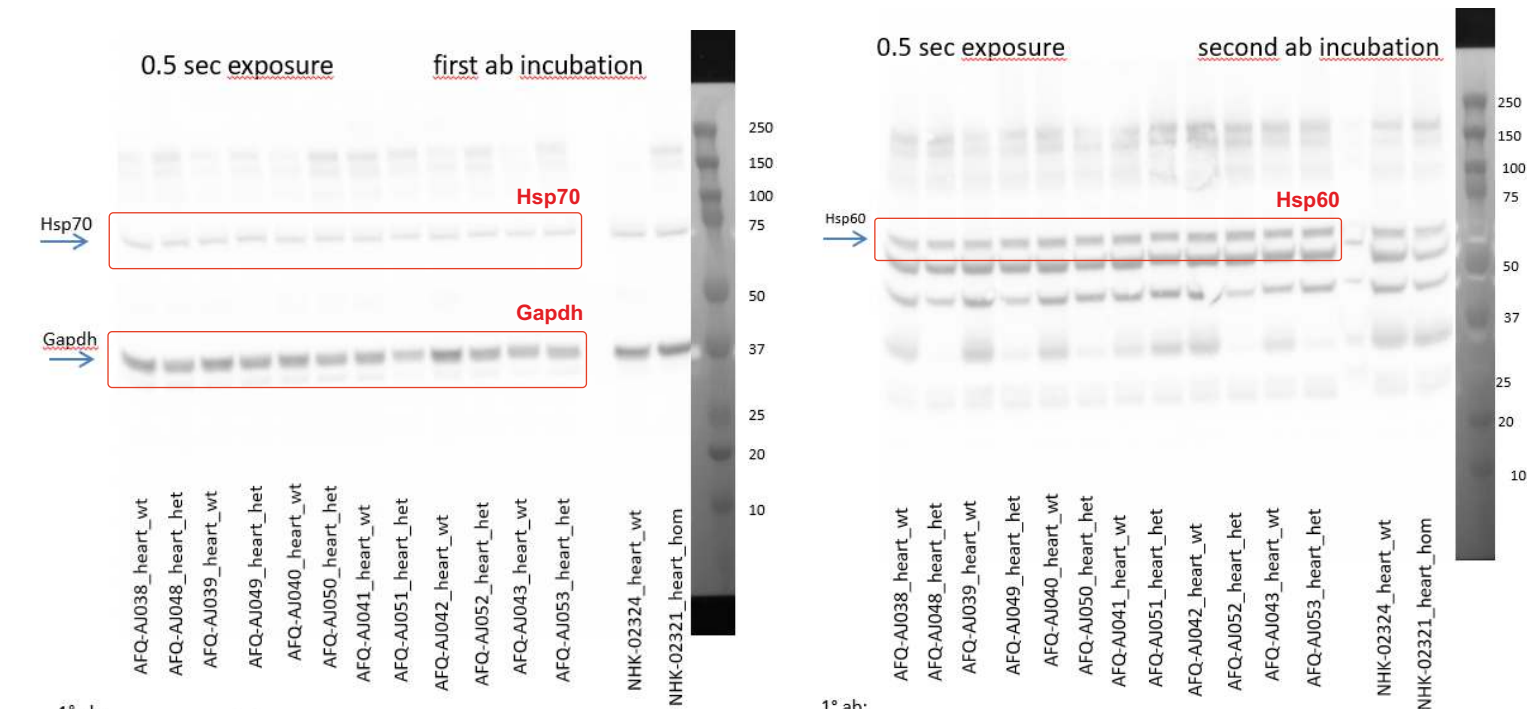 0.5 sec exposure first ab incubation
Hsp70
Hsp70
Gapdh
Gapdh
250
150
100
75
50
37
25
20
10
AFQ-AJ038_heart_wt
AFQ-AJ048_heart_het
AFQ-AJ039_heart_wt
AFQ-AJ049_heart_het
AFQ-AJ040_heart_wt
AFQ-AJ050_heart_het
AFQ-AJ041_heart_wt
AFQ-AJ051_heart_het
AFQ-AJ042_heart_wt
AFQ-AJ052_heart_het
AFQ-AJ043_heart_wt
AFQ-AJ053_heart_het
NHK-02324_heart_wt
NHK-02321_heart_hom
0.5 sec exposure second ab incubation
Hsp60
Hsp60
250
150
100
75
50
37
25
20
10
AFQ-AJ038_heart_wt
AFQ-AJ048_heart_het
AFQ-AJ039_heart_wt
AFQ-AJ049_heart_het
AFQ-AJ040_heart_wt
AFQ-AJ050_heart_het
AFQ-AJ041_heart_wt
AFQ-AJ051_heart_het
AFQ-AJ042_heart_wt
AFQ-AJ052_heart_het
AFQ-AJ043_heart_wt
AFQ-AJ053_heart_het
NHK-02324_heart_wt
NHK-02321_heart_hom
1° ab: